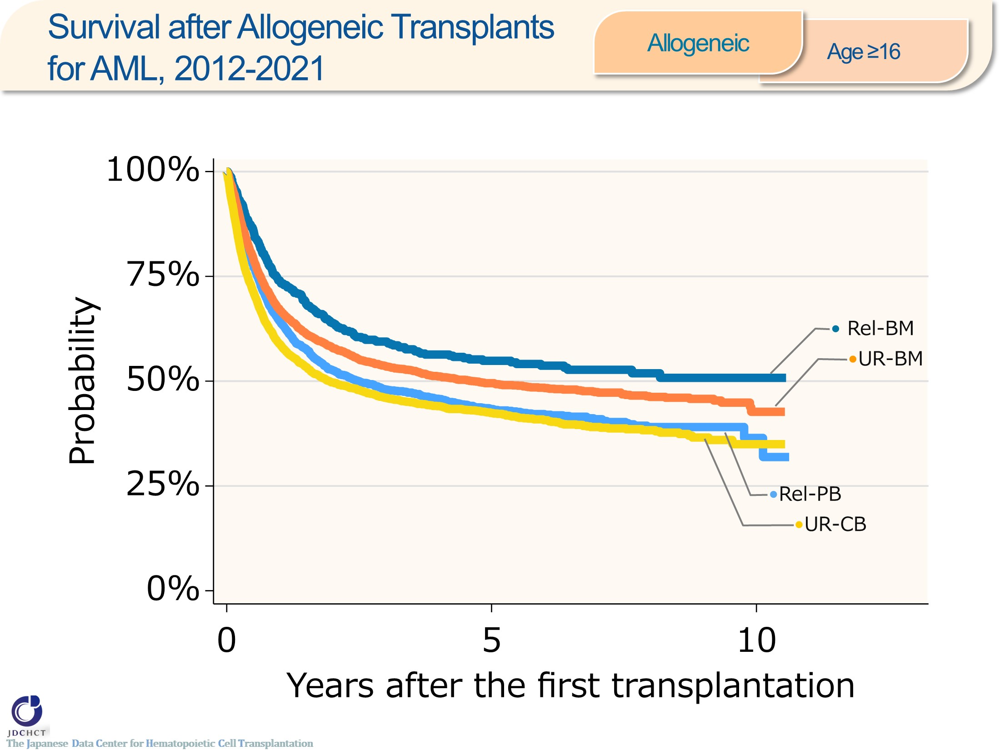 Survival after Allogeneic Transplants
for AML, 2012-2021
Allogeneic
Age ≥16
100%
75%
50%
25%
0%
Probability
Rel-BM
UR-BM
Rel-PB
UR-CB
0
5
10
Years after the first transplantation
JDCHCT
The Japanese Data Center for Hematopoietic Cell Transplantation